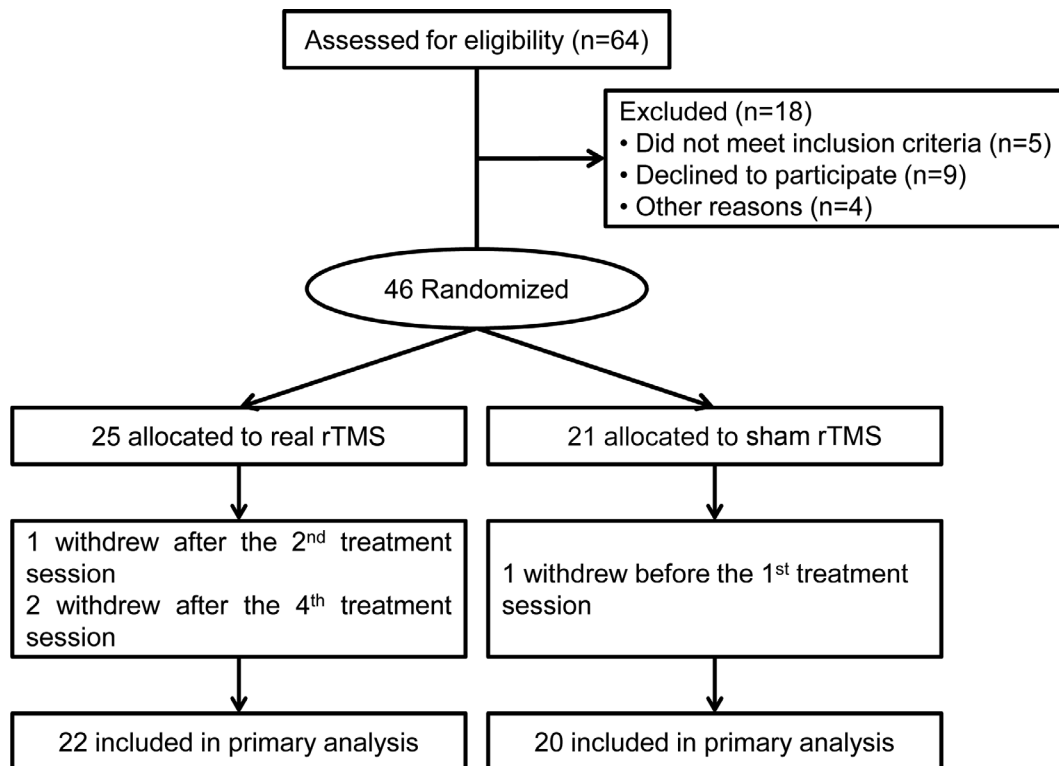 Assessed for eligibility (n=64)
Excluded (n=18)
• Did not meet inclusion criteria (n=5)
• Declined to participate (n=9)
• Other reasons (n=4)
46 Randomized
25 allocated to real rTMS
21 allocated to sham rTMS
1 withdrew after the 2nd treatment
session
2 withdrew after the 4th treatment
session
1 withdrew before the 1st treatment
session
22 included in primary analysis
20 included in primary analysis